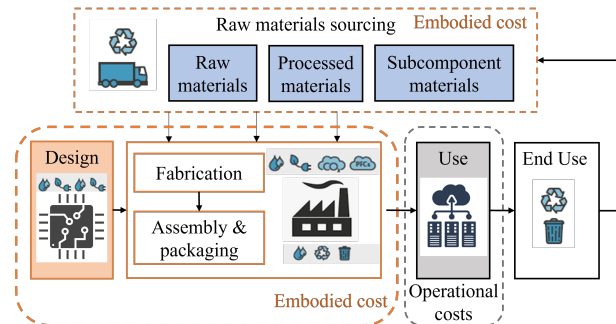 Raw materials sourcing
Embodied cost
Raw
materials
Processed
materials
Subcomponent
materials
Design
Fabrication
Assembly &
packaging
CO₂
PFCs
Use
End Use
Embodied cost
Operational
costs